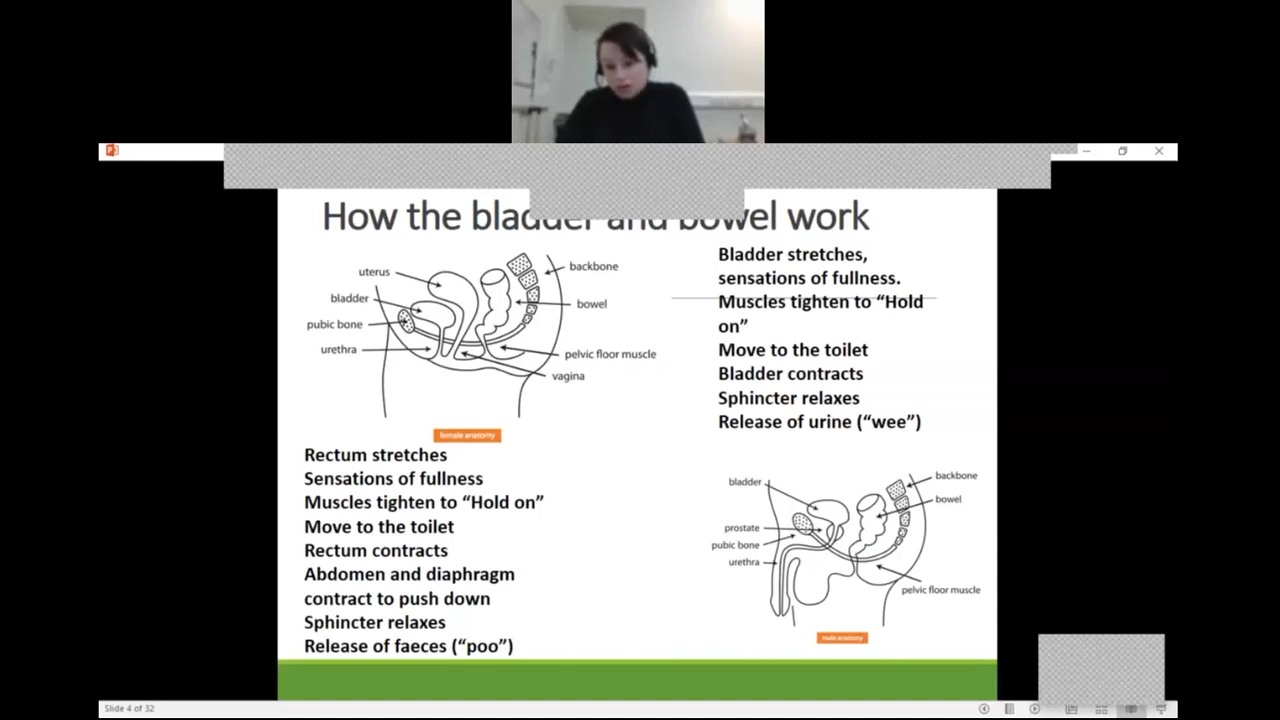 How the bladder and bowel work
uterus
bladder
pubic bone
urethra
backbone
bowel
pelvic floor muscle
vagina
female anatomy
Bladder stretches,
sensations of fullness.
Muscles tighten to “Hold
on”
Move to the toilet
Bladder contracts
Sphincter relaxes
Release of urine (“wee”)
Rectum stretches
Sensations of fullness
Muscles tighten to “Hold on”
Move to the toilet
Rectum contracts
Abdomen and diaphragm
contract to push down
Sphincter relaxes
Release of faeces (“poo”)
bladder
prostate
pubic bone
urethra
backbone
bowel
pelvic floor muscle
male anatomy
Slide 4 of 32